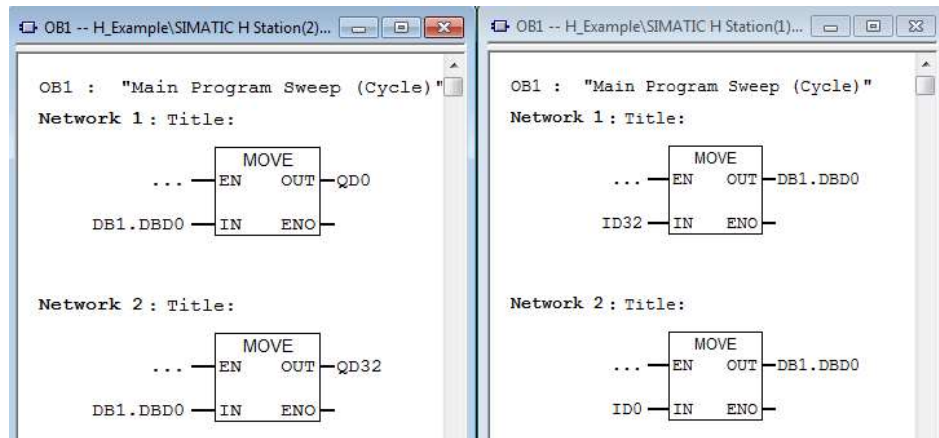 OB1 -- H_Example\SIMATIC H Station(2)...
OB1 : "Main Program Sweep (Cycle)"
Network 1 : Title:
MOVE
... EN OUT QD0
DB1.DBD0 IN ENO
Network 2 : Title:
MOVE
... EN OUT QD32
DB1.DBD0 IN ENO
OB1 -- H_Example\SIMATIC H Station(1)...
OB1 : "Main Program Sweep (Cycle)"
Network 1 : Title:
MOVE
... EN OUT DB1.DBD0
ID32 IN ENO
Network 2 : Title:
MOVE
... EN OUT DB1.DBD0
ID0 IN ENO